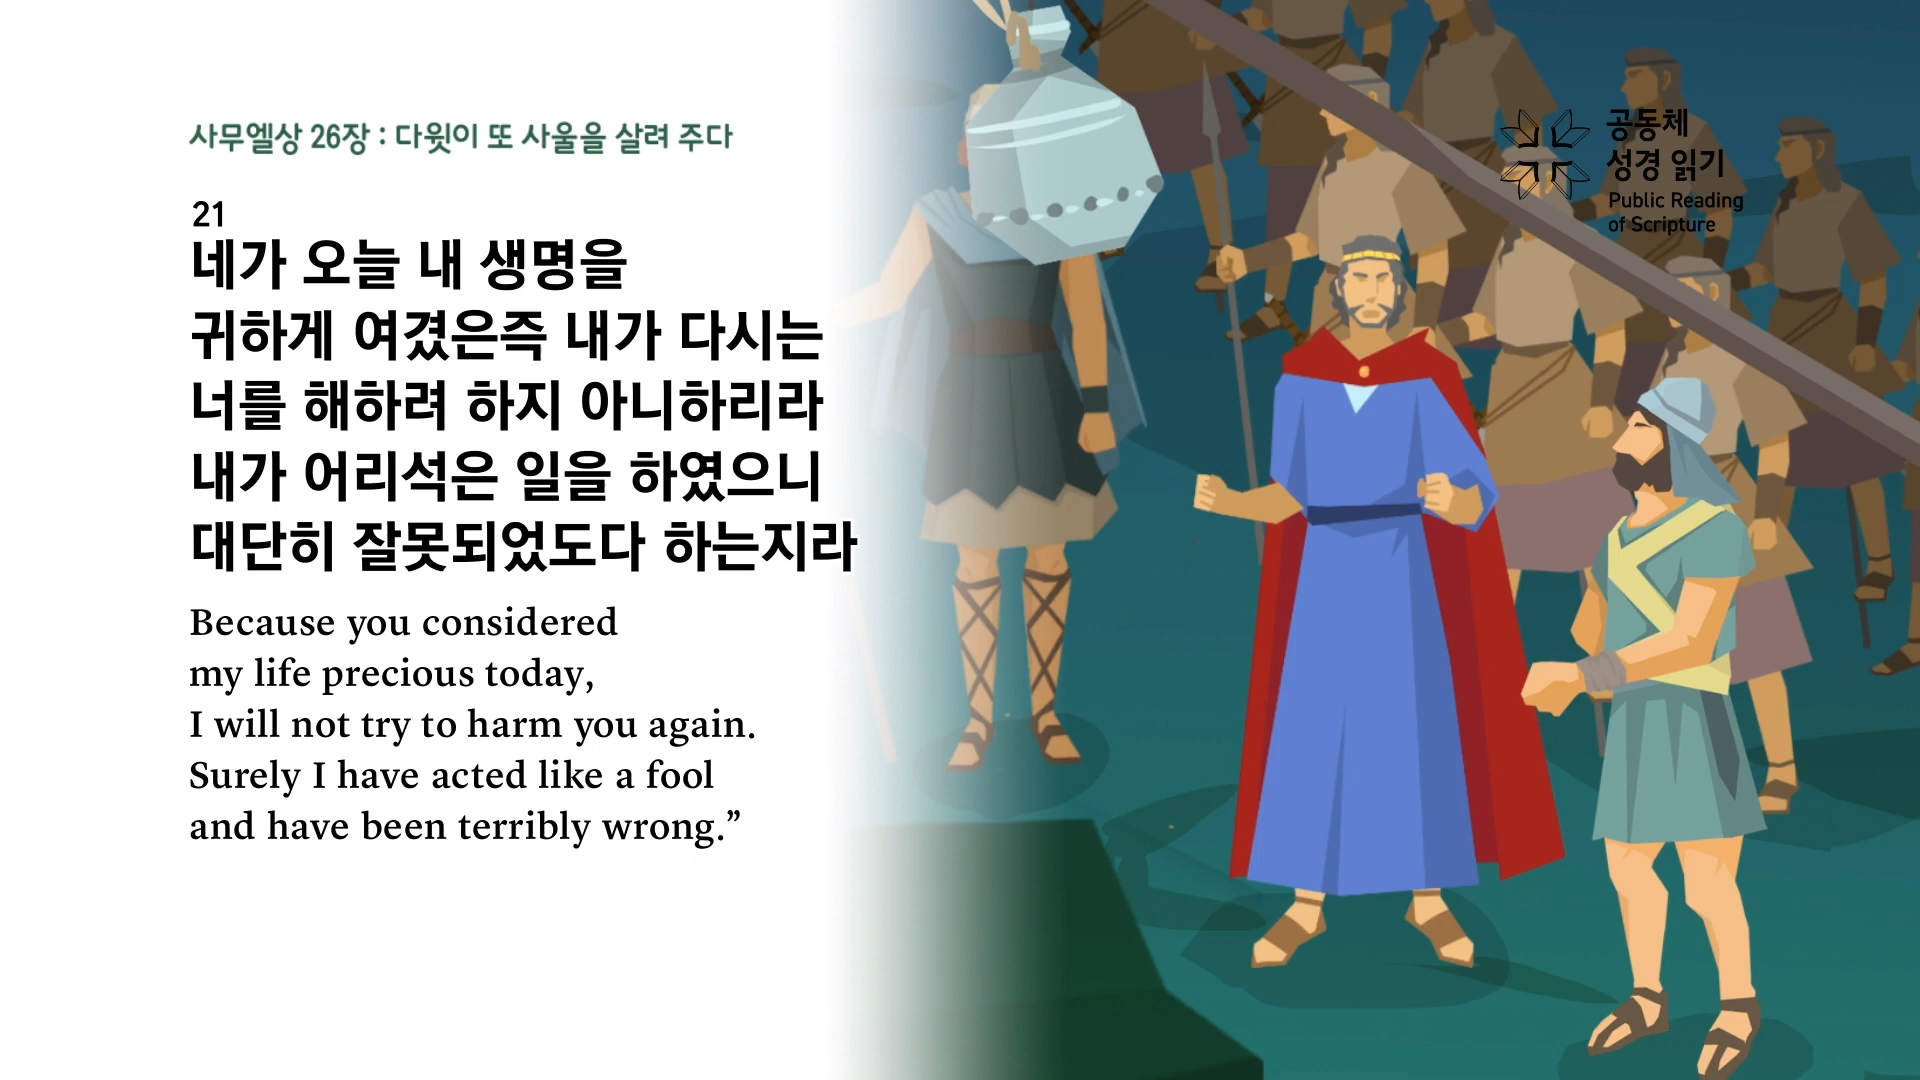 사무엘상 26장 : 다윗이 또 사울을 살려 주다
21
네가 오늘 내 생명을
귀하게 여겼은즉 내가 다시는
너를 해하려 하지 아니하리라
내가 어리석은 일을 하였으니
대단히 잘못되었도다 하는지라
Because you considered
my life precious today,
I will not try to harm you again.
Surely I have acted like a fool
and have been terribly wrong.”
공동체
성경 읽기
Public Reading
of Scripture